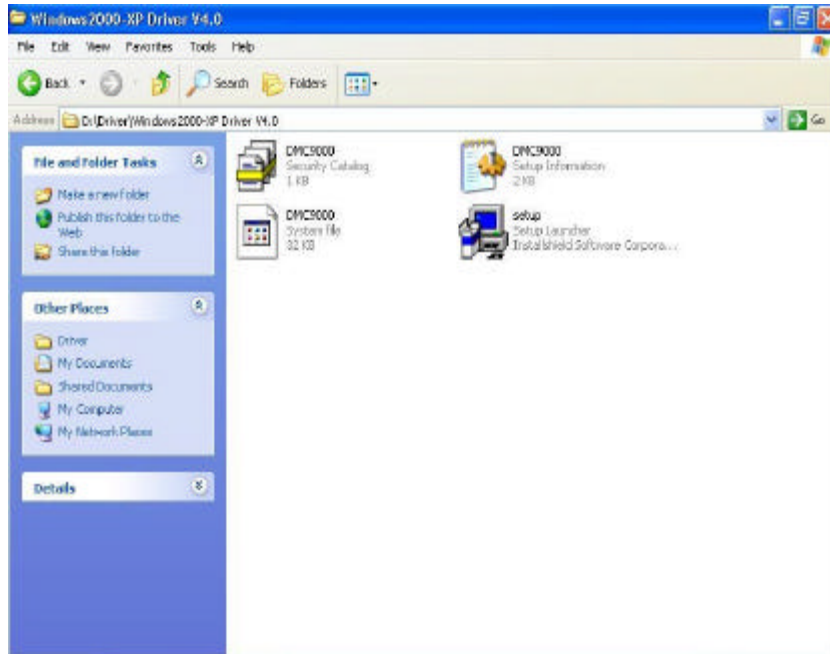 Windows2000-XP Driver V4.0
File Edit View Favorites Tools Help
Back Search Folders
Address D:\Driver\Windows2000-XP Driver V4.0 Go
File and Folder Tasks
Make a new folder
Publish this folder to the
Web
Share this folder
Other Places
Driver
My Documents
Shared Documents
My Computer
My Network Places
Details
DMC9000
Security Catalog
1 KB
DMC9000
Setup Information
2 KB
DMC9000
System file
32 KB
setup
Setup Launcher
InstallShield Software Corpora...